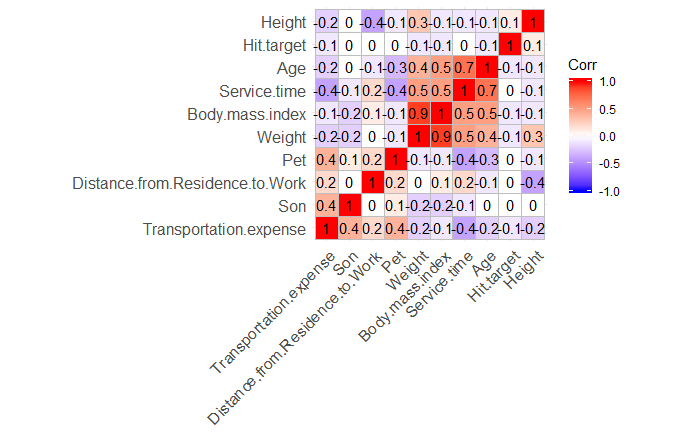 Height -0.2 0 -0.4 -0.1 0.3 -0.1 -0.1 -0.1 0.1 1
Hit.target -0.1 0 0 0 -0.1 -0.1 0 -0.1 1 0.1
Age -0.2 0 -0.1 -0.3 0.4 0.5 0.7 1 -0.1 -0.1
Service.time -0.4 -0.1 0.2 -0.4 0.5 0.5 1 0.7 0 -0.1
Body.mass.index -0.1 -0.2 0.1 -0.1 0.9 1 0.5 0.5 -0.1 -0.1
Weight -0.2 -0.2 0 -0.1 1 0.9 0.5 0.4 -0.1 0.3
Pet 0.4 0.1 0.2 1 -0.1 -0.1 -0.4 -0.3 0 -0.1
Distance.from.Residence.to.Work 0.2 0 1 0.2 0 0.1 0.2 -0.1 0 -0.4
Son 0.4 1 0 0.1 -0.2 -0.2 -0.1 0 0 0
Transportation.expense 1 0.4 0.2 0.4 -0.2 -0.1 -0.4 -0.2 -0.1 -0.2
Transportation.expense
Son
Distance.from.Residence.to.Work
Pet
Weight
Body.mass.index
Service.time
Age
Hit.target
Height
Corr
1.0
0.5
0.0
-0.5
-1.0